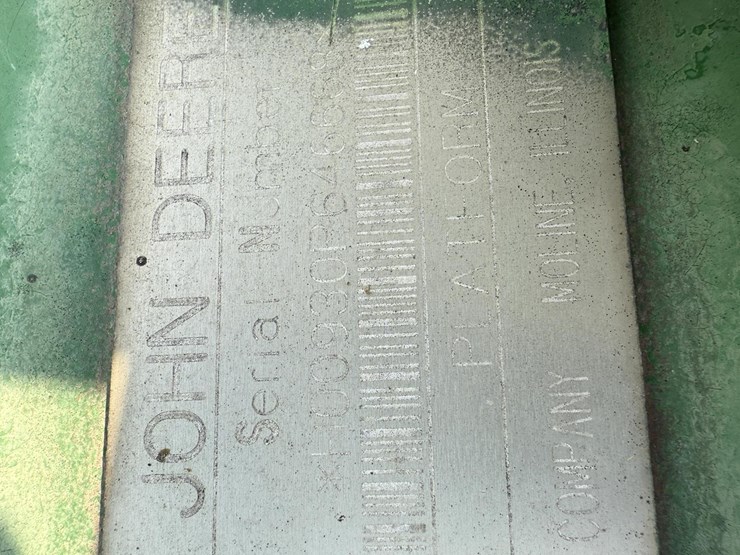 JOHN DEERE
Serial Number
PLATFORM
COMPANY MOLINE, ILLINOIS